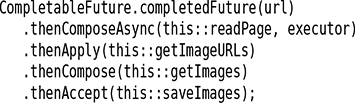 CompletableFuture.completedFuture(url)
.thenComposeAsync(this::readPage, executor)
.thenApply(this::getImageURLs)
.thenCompose(this::getImages)
.thenAccept(this::saveImages);